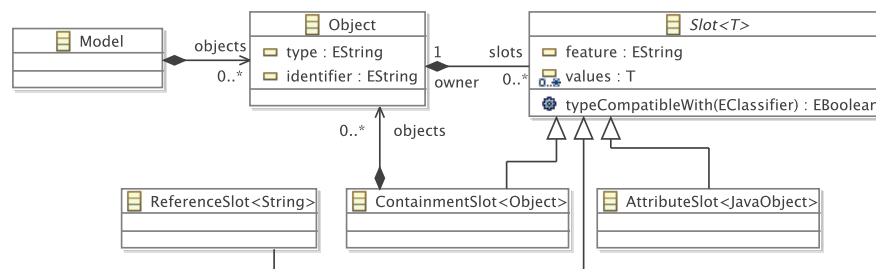 Model
objects
0..*
Object
type : EString
identifier : EString
1
slots
owner
0..*
Slot<T>
feature : EString
0..*
values : T
typeCompatibleWith(EClassifier) : EBoolean
0..*
objects
ReferenceSlot<String>
ContainmentSlot<Object>
AttributeSlot<JavaObject>